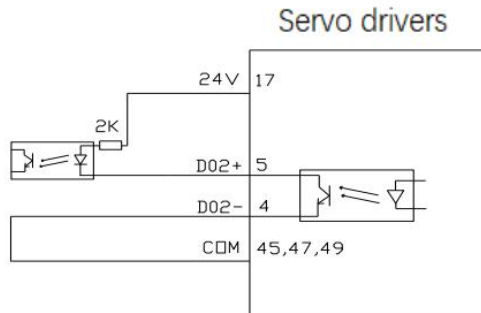 Servo drivers
24V 17
2K
D02+ 5
D02- 4
COM 45,47,49